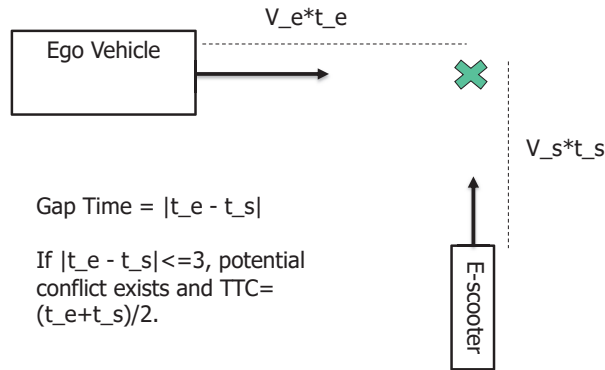 V_e*t_e
Ego Vehicle
V_s*t_s
Gap Time = |t_e - t_s|
If |t_e - t_s|<=3, potential
conflict exists and TTC=
(t_e+t_s)/2.
E-scooter